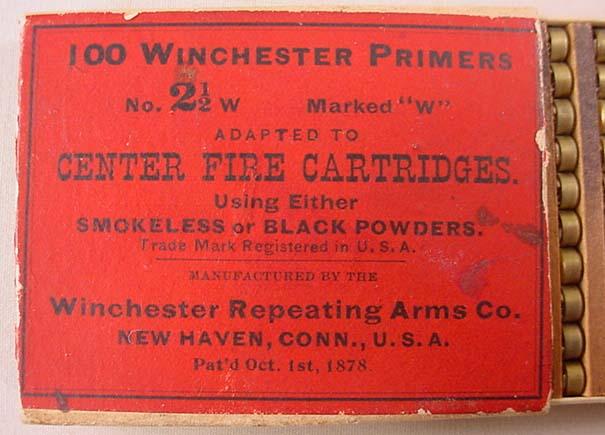 100 WINCHESTER PRIMERS
No. 2½ W Marked "W"
ADAPTED TO
CENTER FIRE CARTRIDGES.
Using Either
SMOKELESS or BLACK POWDERS.
Trade Mark Registered in U.S.A.
MANUFACTURED BY THE
Winchester Repeating Arms Co.
NEW HAVEN, CONN., U.S.A.
Pat'd Oct. 1st, 1878.